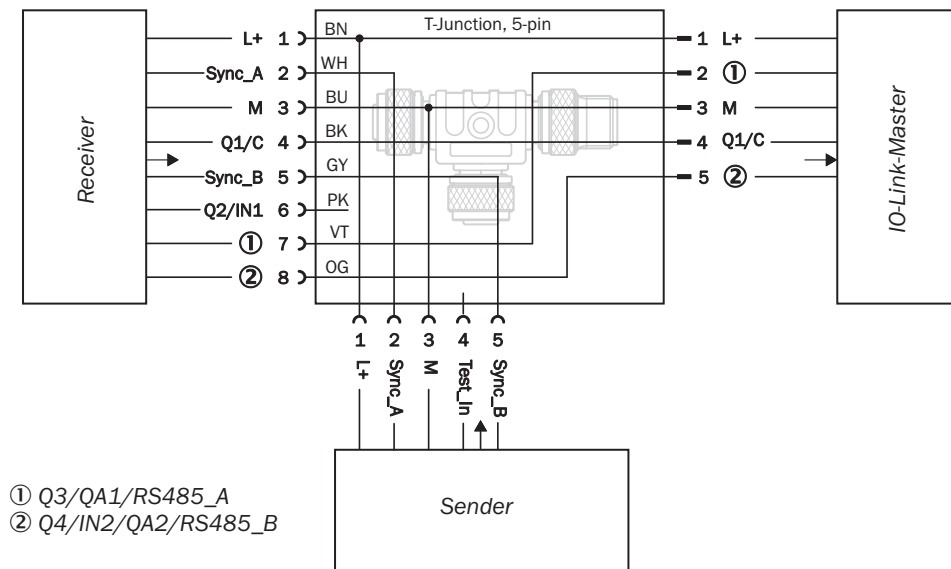 T-Junction, 5-pin
L+ 1 BN 1 L+
Sync_A 2 WH 2 ①
M 3 BU 3 M
Q1/C 4 BK 4 Q1/C
Sync_B 5 GY 5 ②
Q2/IN1 6 PK
① 7 VT
② 8 OG
Receiver
IO-Link-Master
1 2 3 4 5
L+ Sync_A M Test_In Sync_B
Sender
① Q3/QA1/RS485_A
② Q4/IN2/QA2/RS485_B